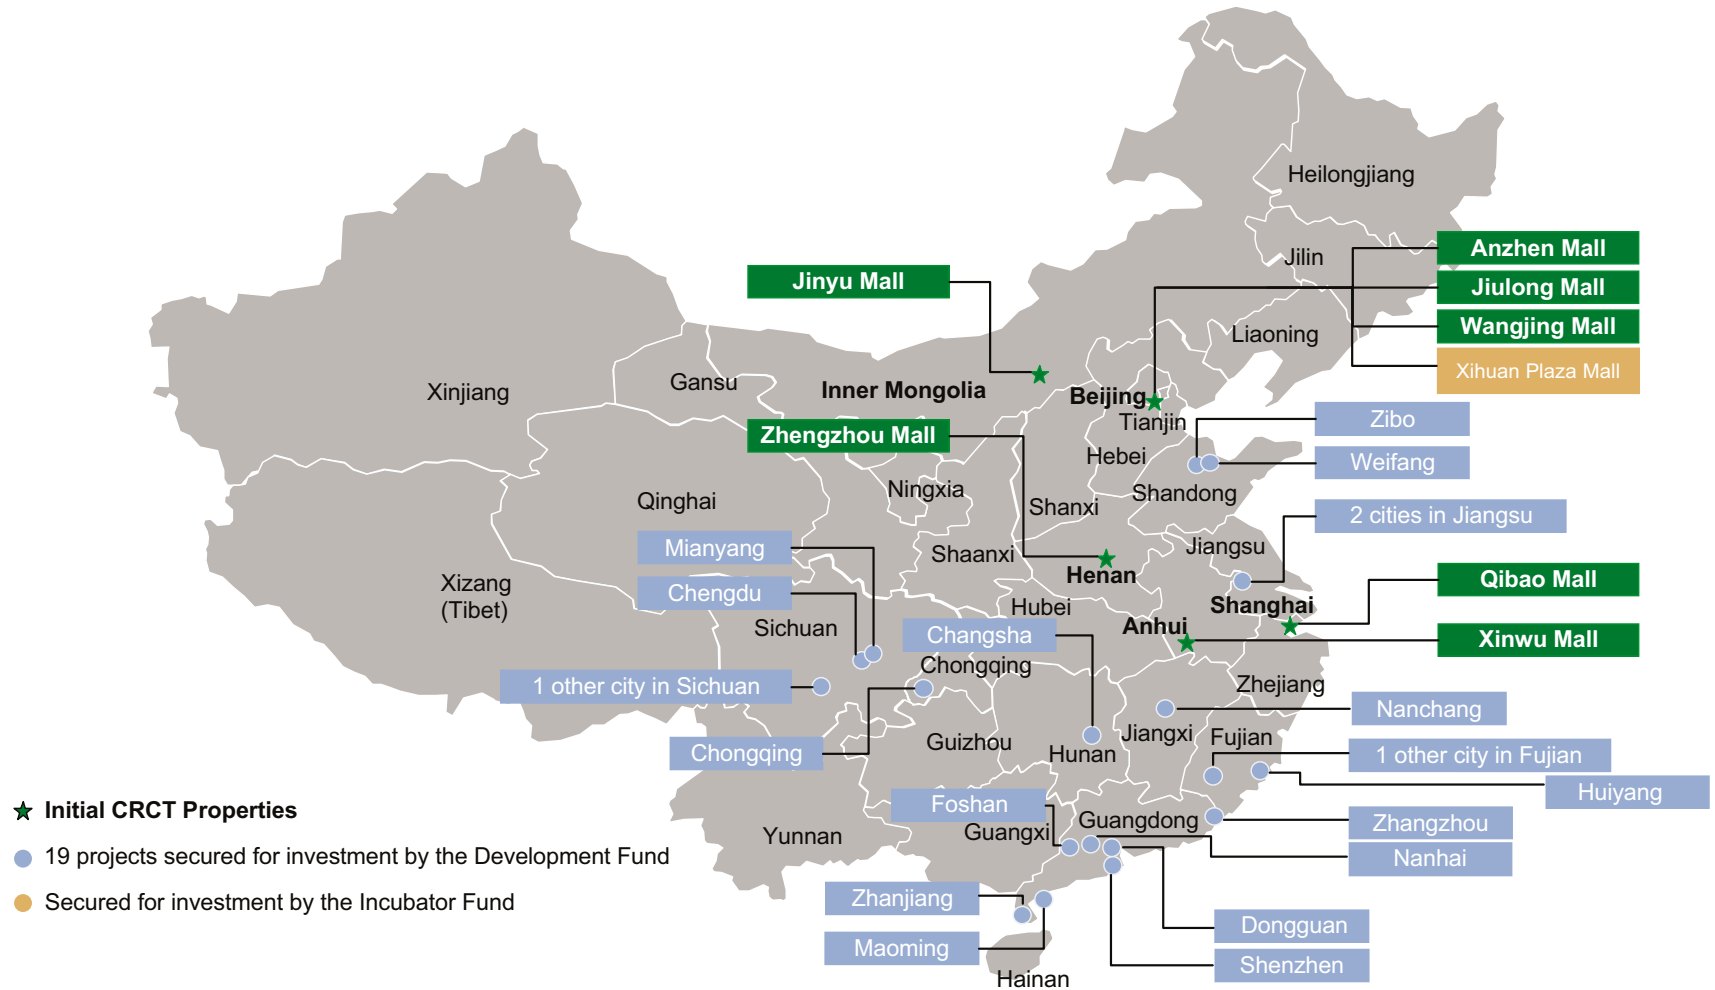 Heilongjiang
Anzhen Mall
Jilin
Jinyu Mall
Jiulong Mall
Wangjing Mall
Liaoning
Xihuan Plaza Mall
Xinjiang
Gansu
Inner Mongolia
Beijing
Tianjin
Zibo
Zhengzhou Mall
Hebei
Weifang
Qinghai
Ningxia
Shanxi
Shandong
2 cities in Jiangsu
Mianyang
Shaanxi
Jiangsu
Xizang
(Tibet)
Henan
Qibao Mall
Chengdu
Hubei
Shanghai
Sichuan
Changsha
Anhui
Xinwu Mall
Chongqing
1 other city in Sichuan
Zhejiang
Nanchang
Chongqing
Guizhou
Hunan
Jiangxi
Fujian
1 other city in Fujian
Huiyang
Initial CRCT Properties
Foshan
Guangxi
Guangdong
Zhangzhou
Yunnan
19 projects secured for investment by the Development Fund
Nanhai
Secured for investment by the Incubator Fund
Zhanjiang
Dongguan
Maoming
Shenzhen
Hainan